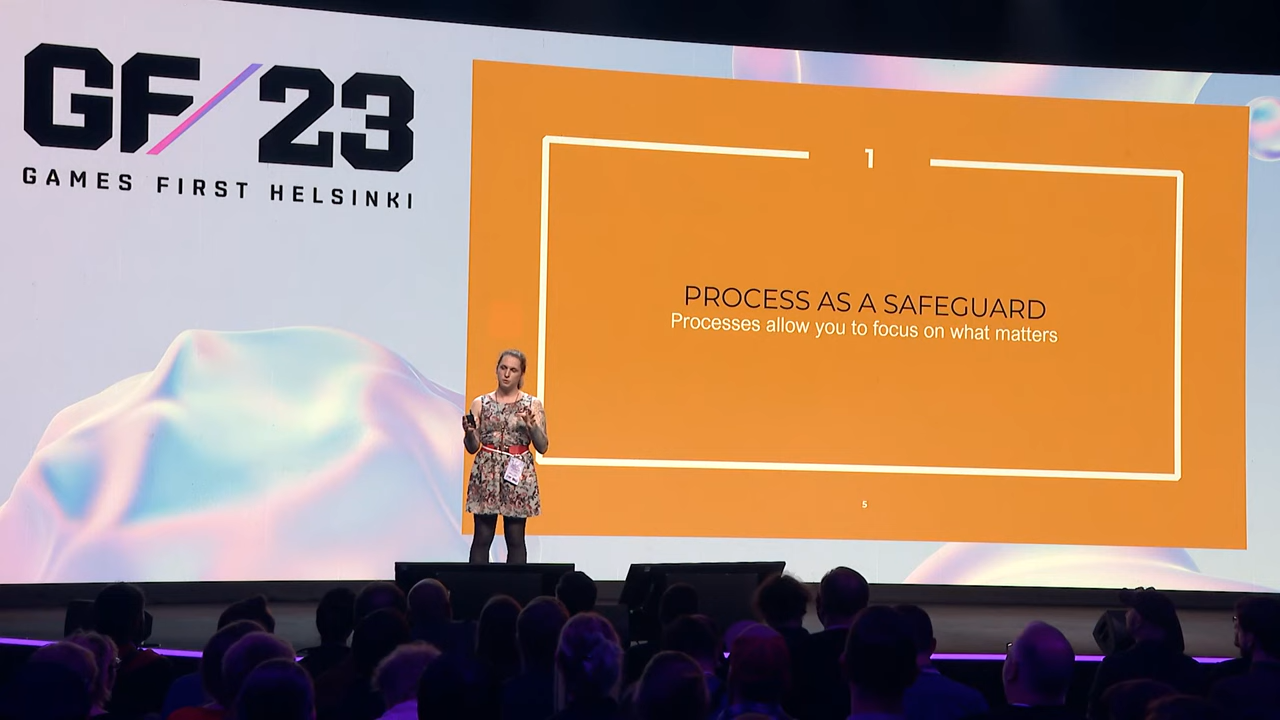 GF/23
GAMES FIRST HELSINKI
1
PROCESS AS A SAFEGUARD
Processes allow you to focus on what matters
5